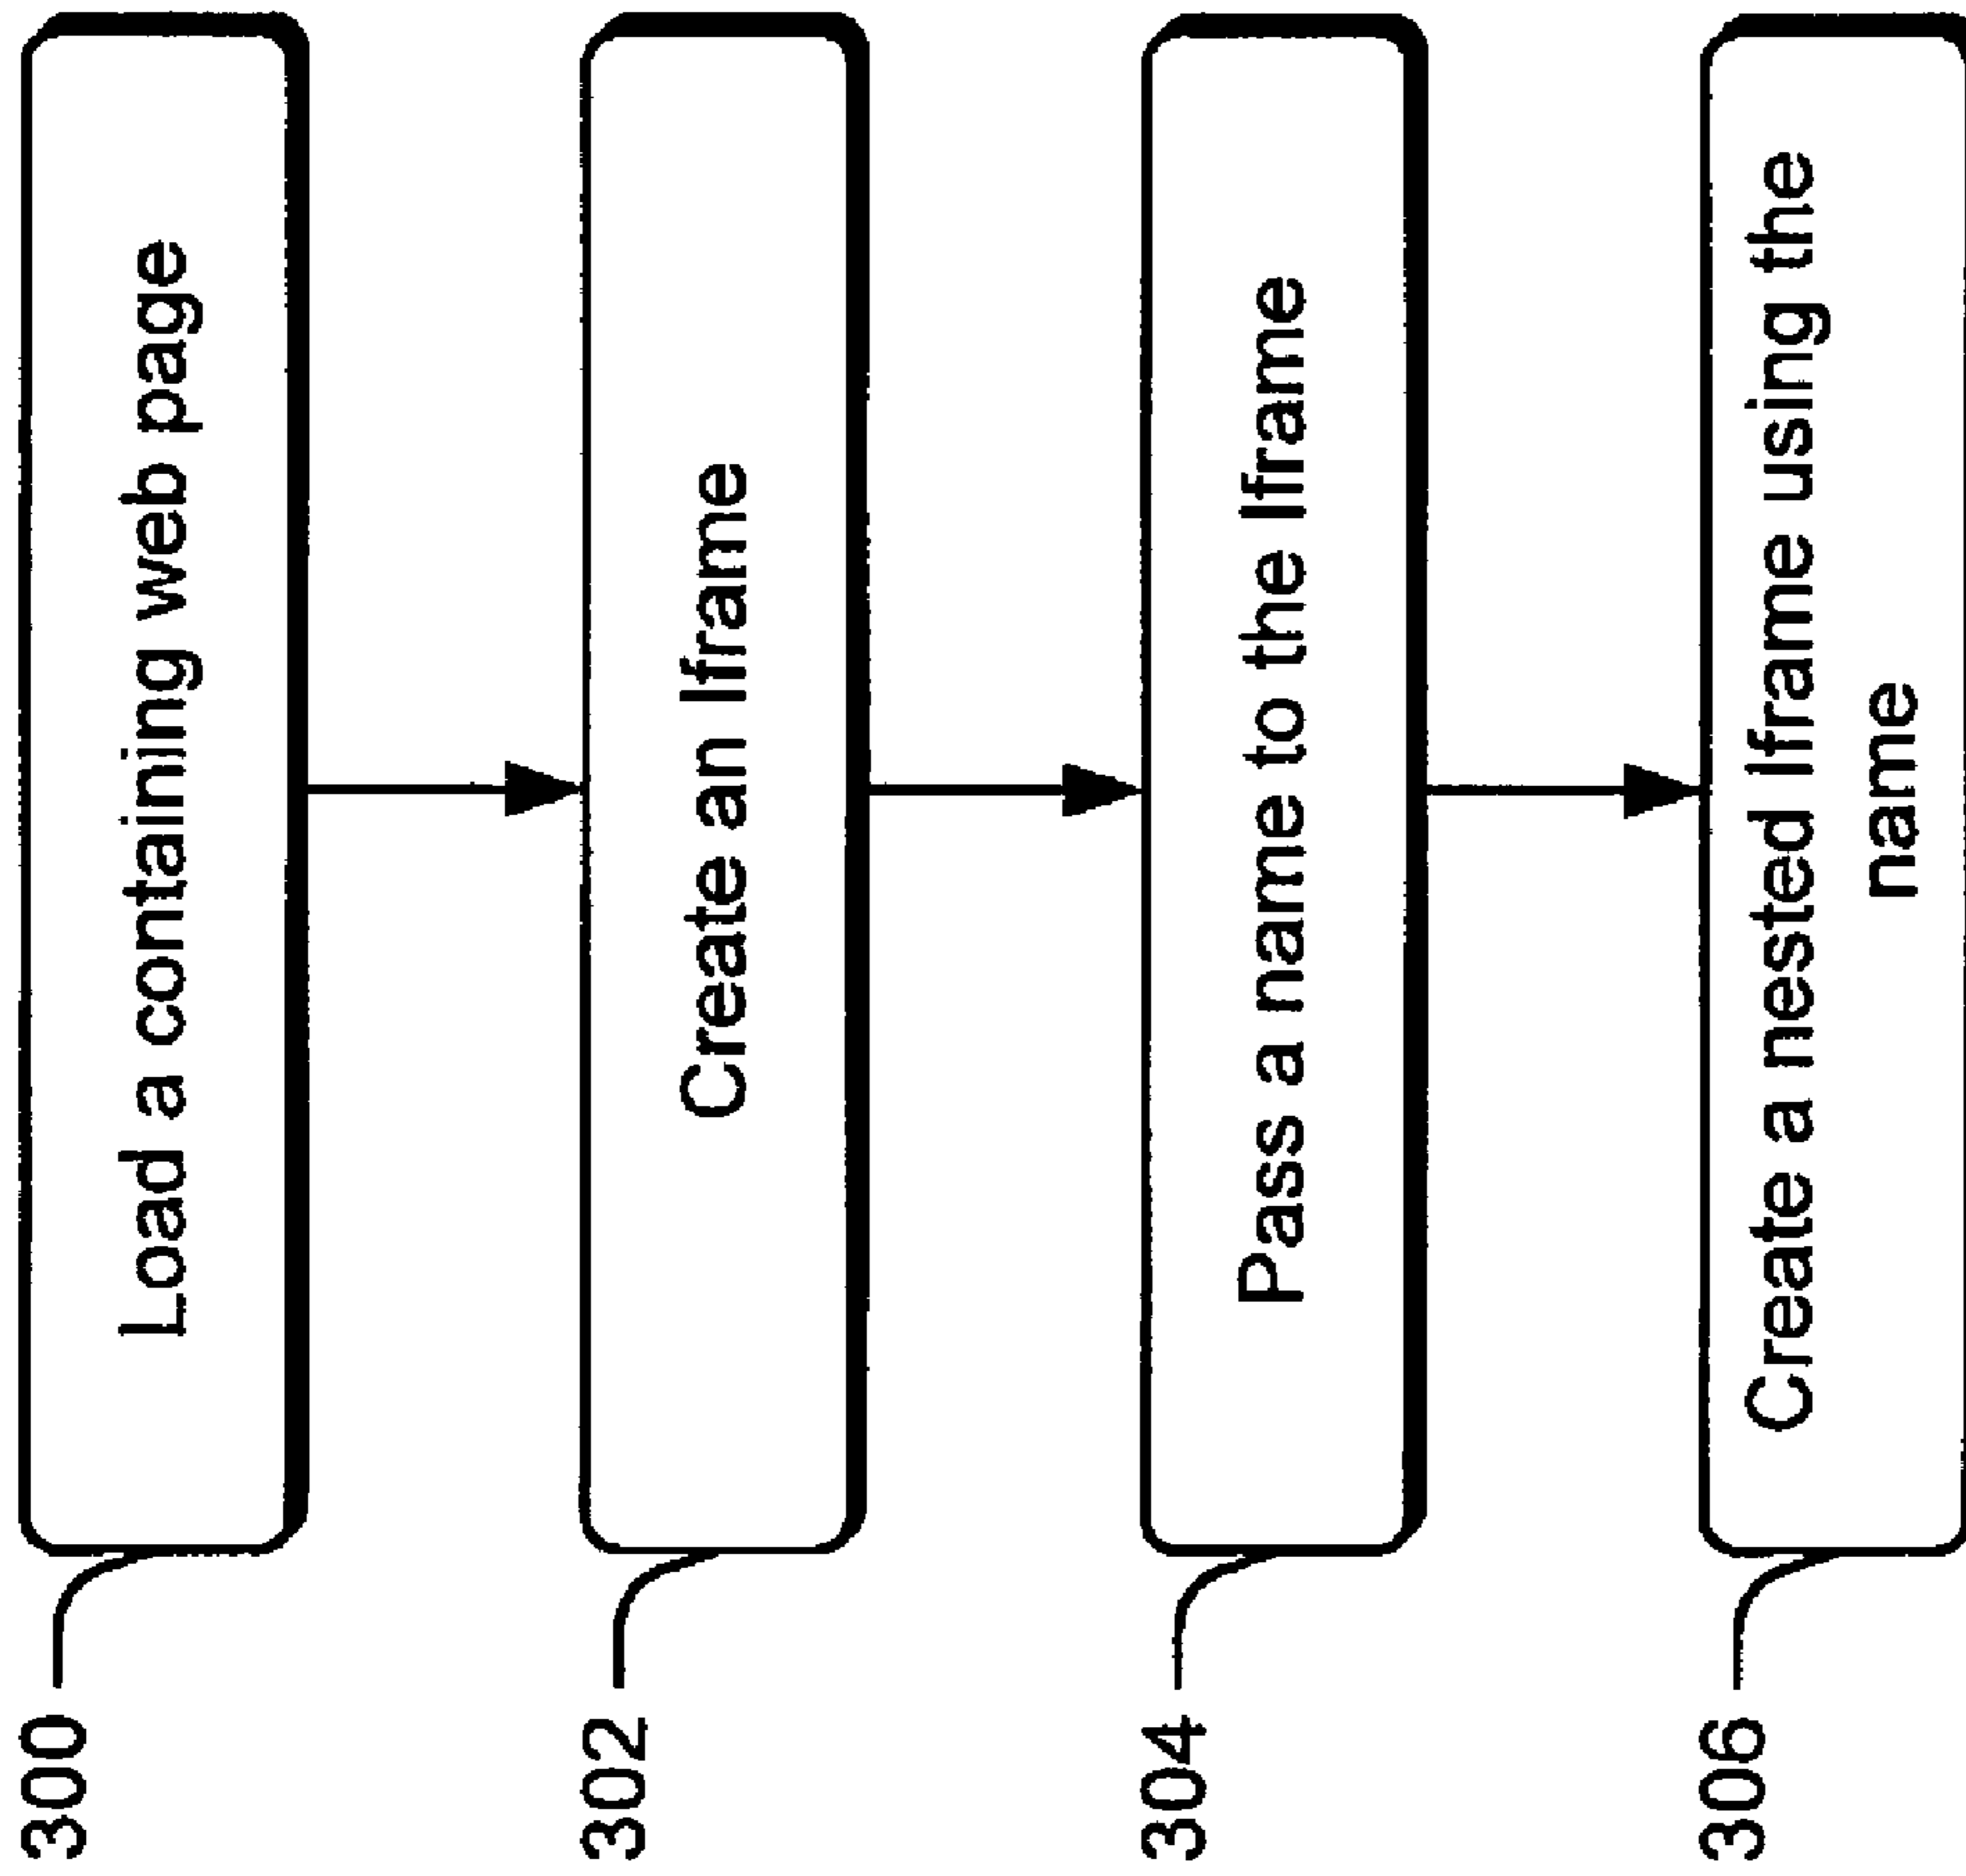 300
Load a containing web page
302
Create an Iframe
304
Pass a name to the Iframe
306
Create a nested Iframe using the
name